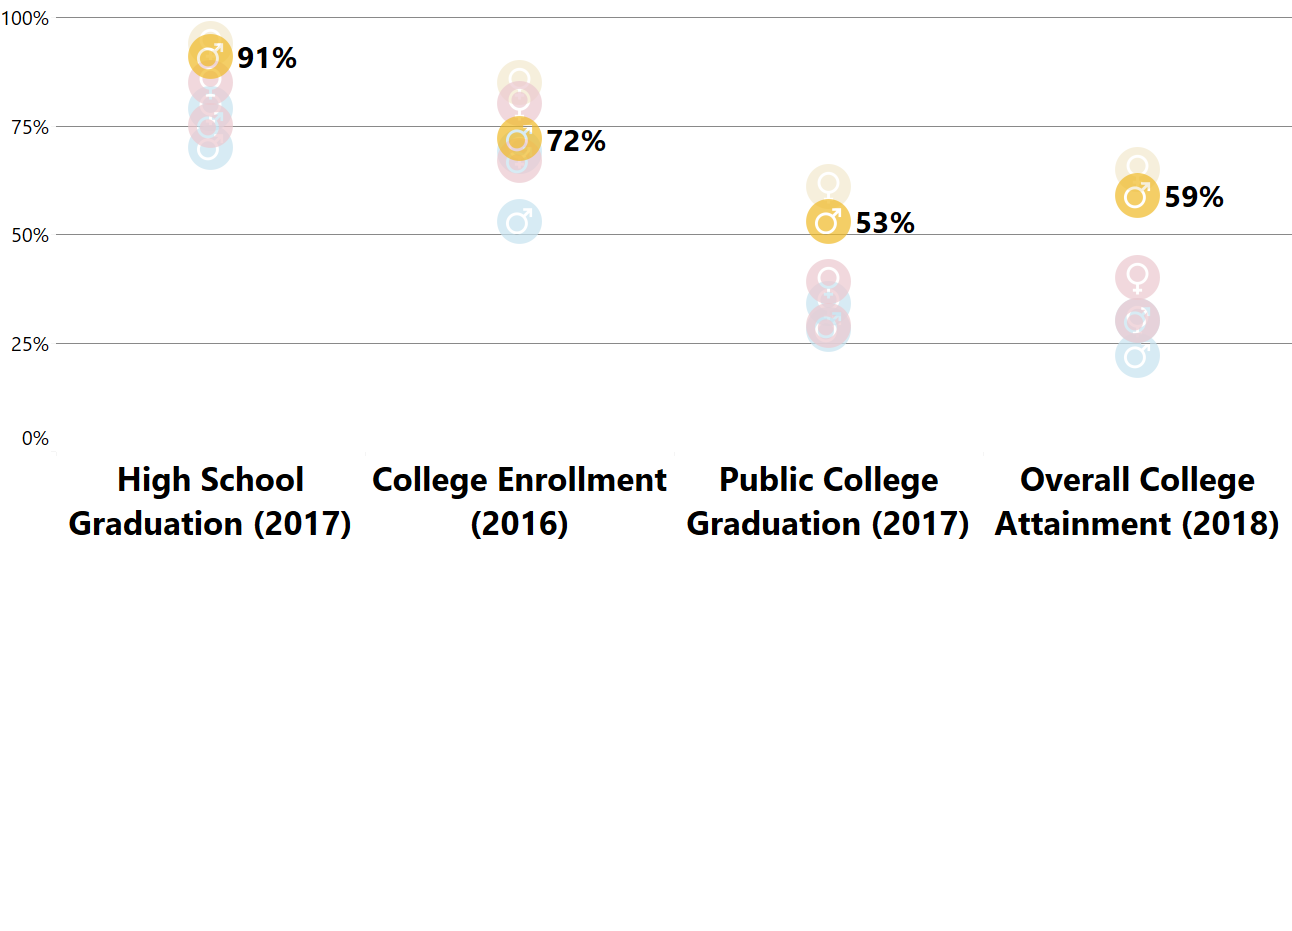 100%
91%
75%
72%
59%
53%
50%
25%
0%
High School
Graduation (2017)
College Enrollment
(2016)
Public College
Graduation (2017)
Overall College
Attainment (2018)